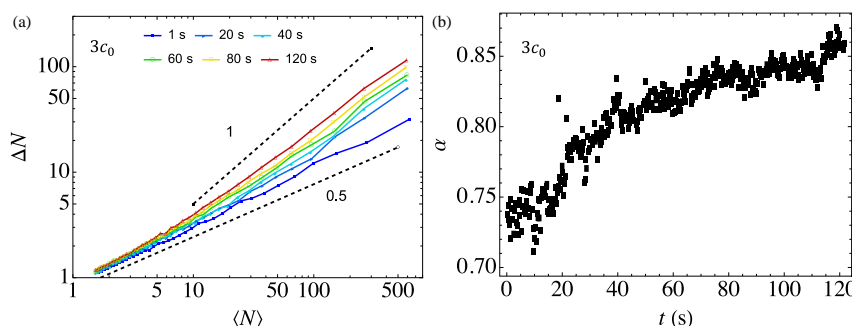 (a)
3c₀
1 s 20 s 40 s
60 s 80 s 120 s
100
50
10
5
1
ΔN
1
0.5
1 5 10 50 100 500
⟨N⟩
(b)
3c₀
0.85
0.80
0.75
0.70
α
0 20 40 60 80 100 120
t (s)